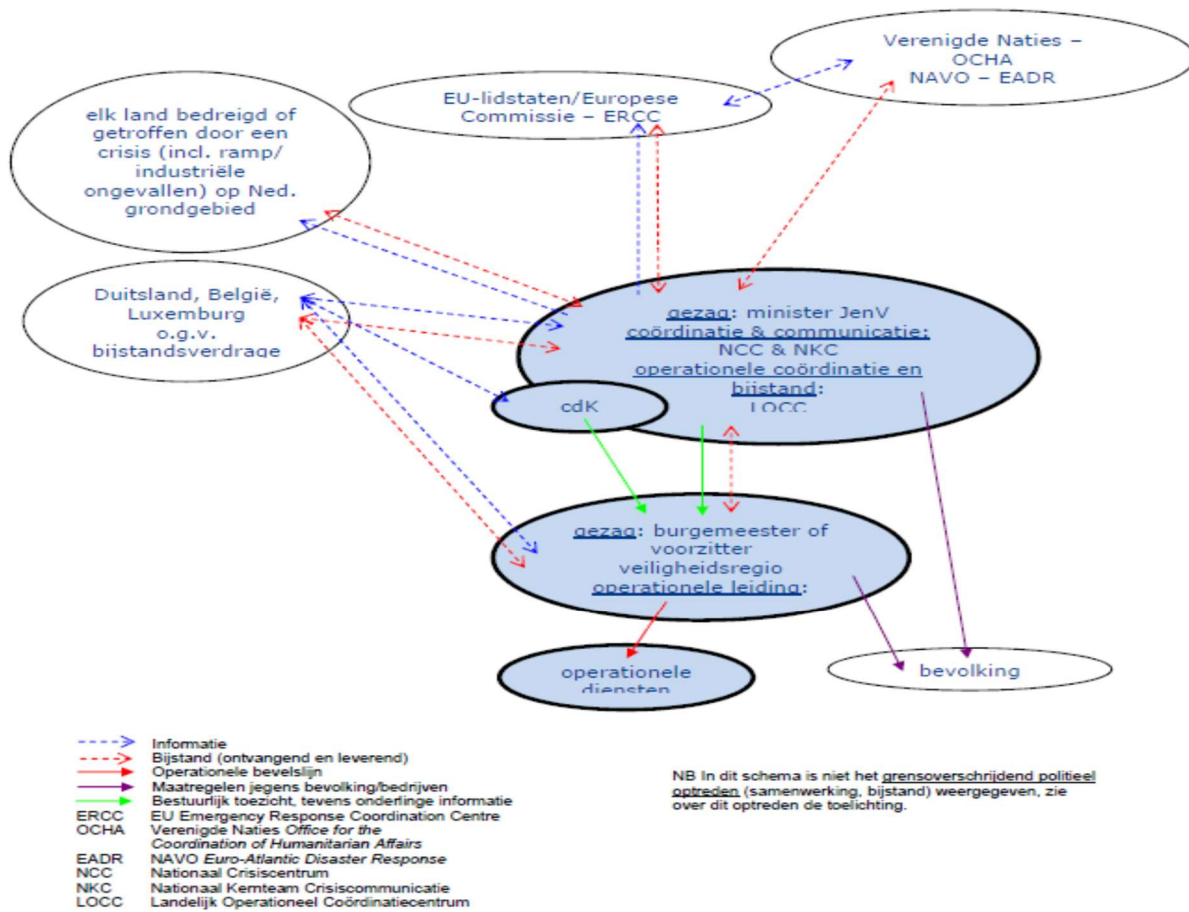 Verenigde Naties –
OCHA
NAVO – EADR
EU-lidstaten/Europese
Commissie – ERCC
elk land bedreigd of
getroffen door een
crisis (incl. ramp/
industriële
ongevallen) op Ned.
grondgebied
Duitsland, België,
Luxemburg
o.g.v.
bijstandsverdrage
gezag: minister JenV
coördinatie & communicatie:
NCC & NKC
operationele coördinatie en
bijstand:
LOCC
cdK
gezag: burgemeester of
voorzitter
veiligheidsregio
operationele leiding:
operationele
diensten
bevolking
Informatie
Bijstand (ontvangend en leverend)
Operationele bevelslijn
Maatregelen jegens bevolking/bedrijven
Bestuurlijk toezicht, tevens onderlinge informatie
ERCC EU Emergency Response Coordination Centre
OCHA Verenigde Naties Office for the
Coordination of Humanitarian Affairs
EADR NAVO Euro-Atlantic Disaster Response
NCC Nationaal Crisiscentrum
NKC Nationaal Kernteam Crisiscommunicatie
LOCC Landelijk Operationeel Coördinatiecentrum
NB In dit schema is niet het grensoverschrijdend politieel
optreden (samenwerking, bijstand) weergegeven, zie
over dit optreden de toelichting.